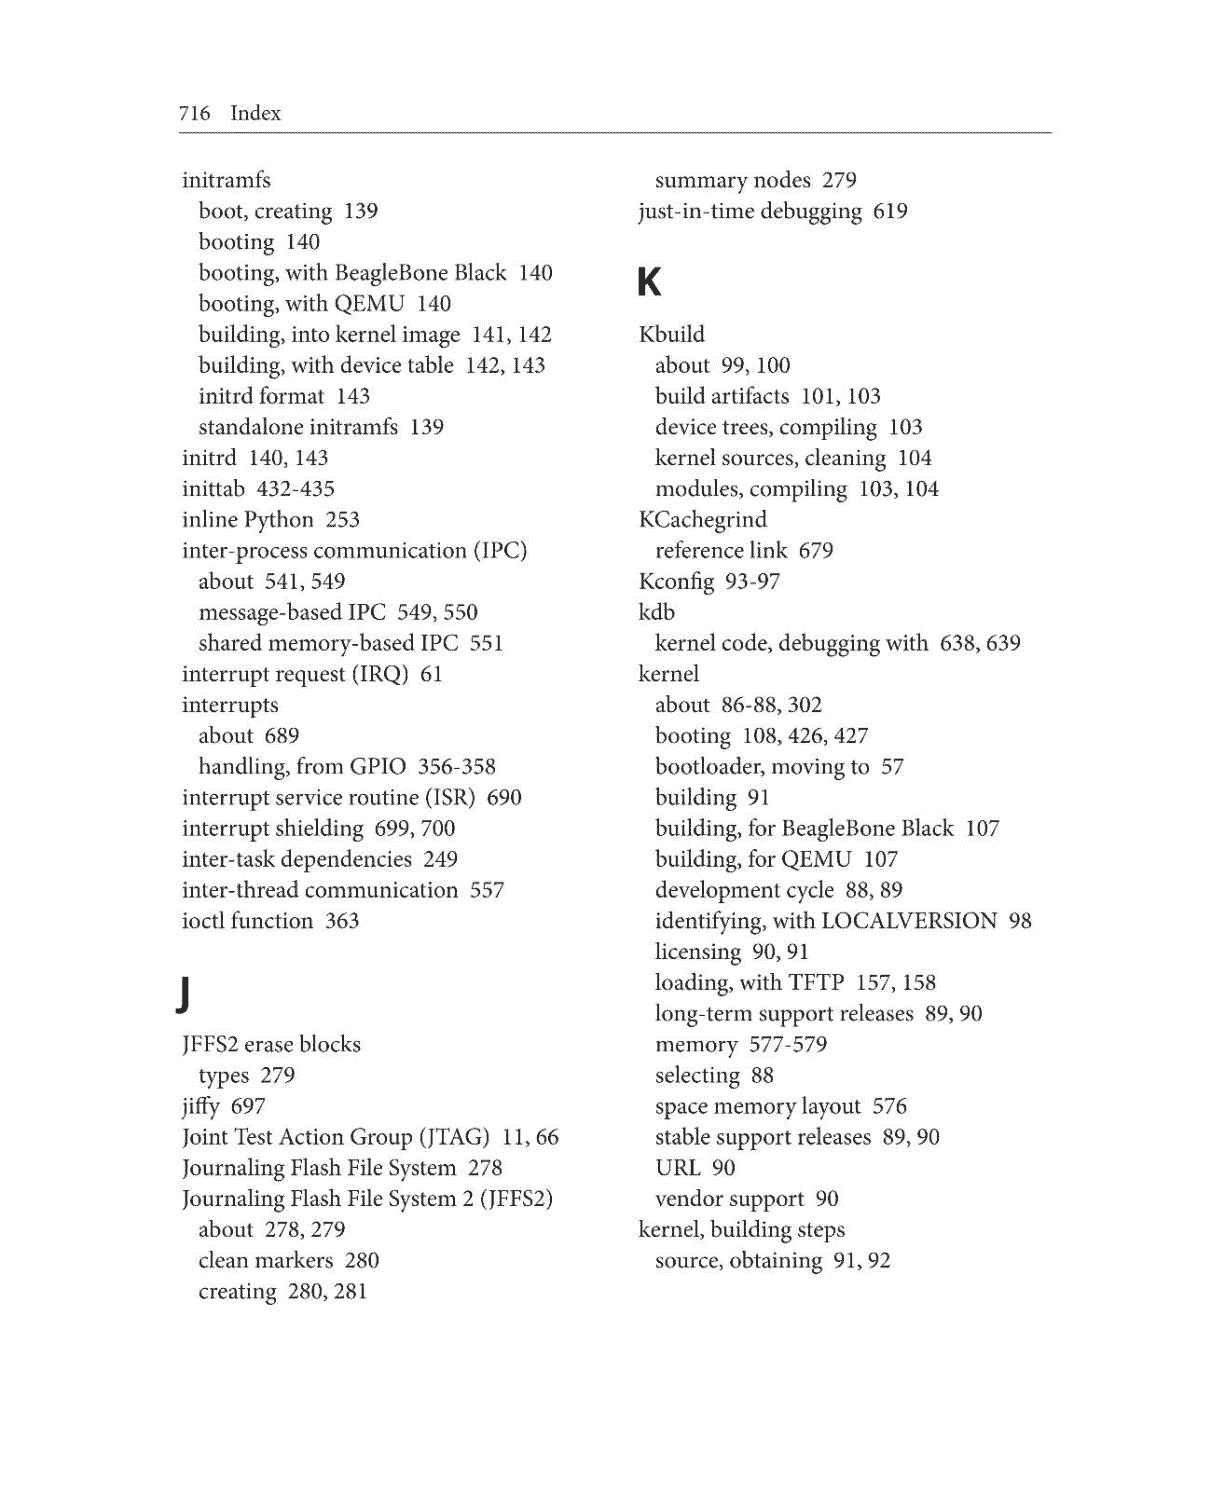 716 Index
initramfs
boot, creating 139
booting 140
booting, with BeagleBone Black 140
booting, with QEMU 140
building, into kernel image 141, 142
building, with device table 142, 143
initrd format 143
standalone initramfs 139
initrd 140, 143
inittab 432-435
inline Python 253
inter-process communication (IPC)
about 541, 549
message-based IPC 549, 550
shared memory-based IPC 551
interrupt request (IRQ) 61
interrupts
about 689
handling, from GPIO 356-358
interrupt service routine (ISR) 690
interrupt shielding 699, 700
inter-task dependencies 249
inter-thread communication 557
ioctl function 363
J
JFFS2 erase blocks
types 279
jiffy 697
Joint Test Action Group (JTAG) 11, 66
Journaling Flash File System 278
Journaling Flash File System 2 (JFFS2)
about 278, 279
clean markers 280
creating 280, 281
summary nodes 279
just-in-time debugging 619
K
Kbuild
about 99, 100
build artifacts 101, 103
device trees, compiling 103
kernel sources, cleaning 104
modules, compiling 103, 104
KCachegrind
reference link 679
Kconfig 93-97
kdb
kernel code, debugging with 638, 639
kernel
about 86-88, 302
booting 108, 426, 427
bootloader, moving to 57
building 91
building, for BeagleBone Black 107
building, for QEMU 107
development cycle 88, 89
identifying, with LOCALVERSION 98
licensing 90, 91
loading, with TFTP 157, 158
long-term support releases 89, 90
memory 577-579
selecting 88
space memory layout 576
stable support releases 89, 90
URL 90
vendor support 90
kernel, building steps
source, obtaining 91, 92